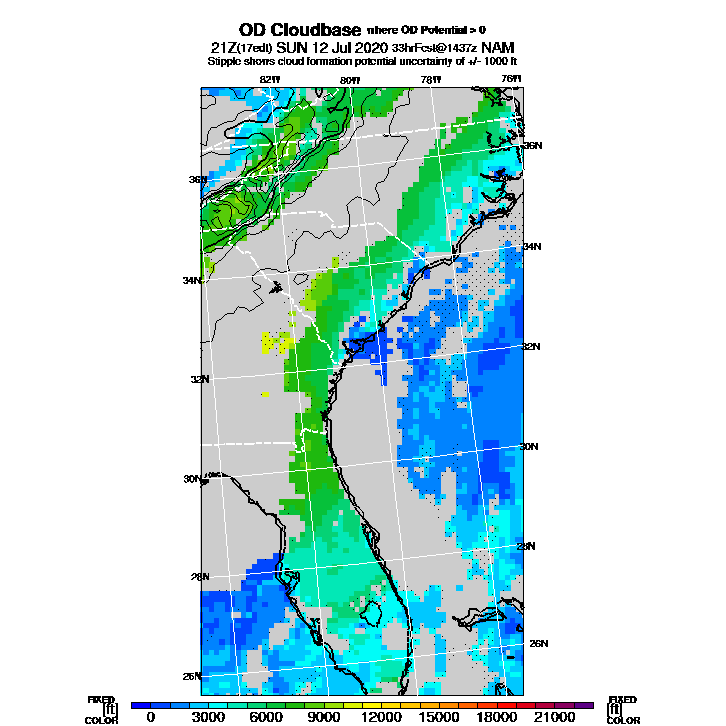 OD Cloudbase where OD Potential > 0
21Z(17edt) SUN 12 Jul 2020 33hrFcst@1437z NAM
Stipple shows cloud formation potential uncertainty of +/- 1000 ft
82W 80W 78W 76W
36N 36N
34N 34N
32N 32N
30N 30N
28N 28N
26N 26N
FIXED FIXED
[ft] [ft]
COLOR COLOR
0 3000 6000 9000 12000 15000 18000 21000